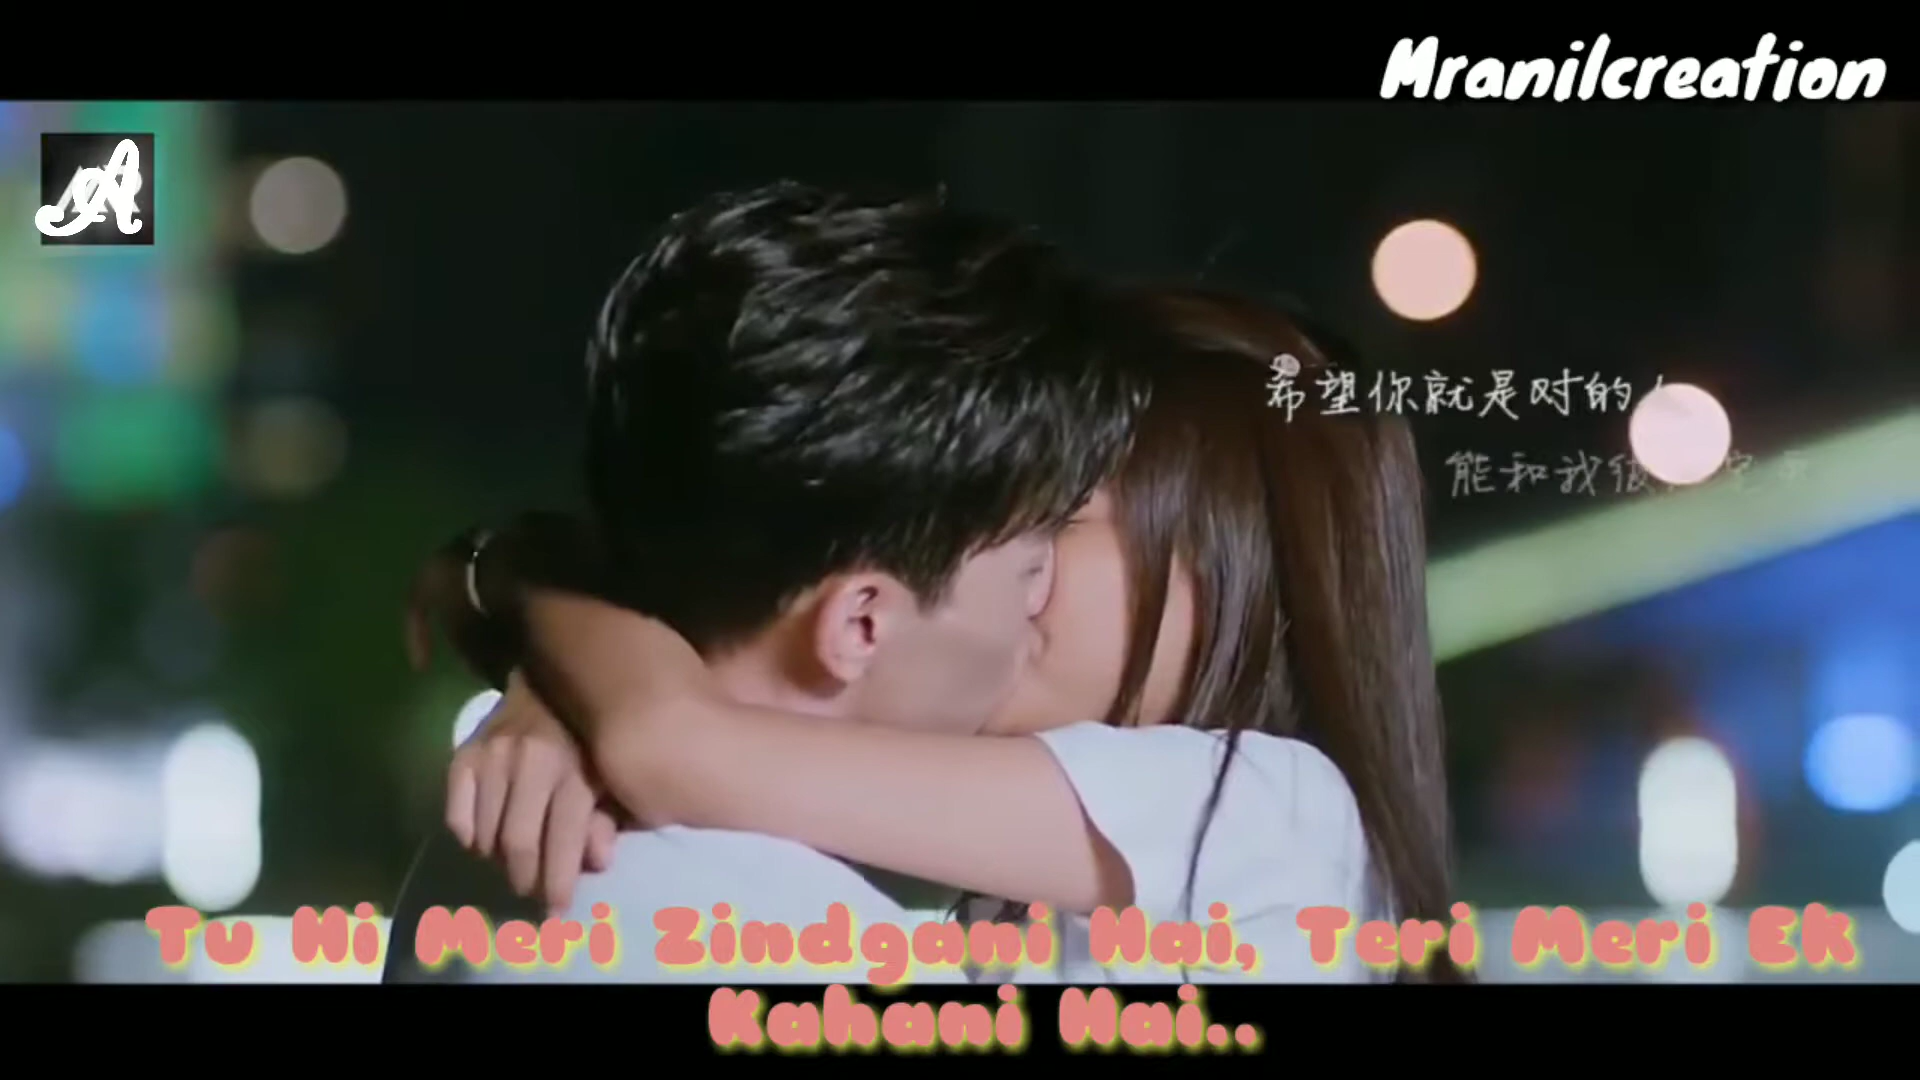 Mranilcreation
A
希望你就是对的
能和我
Tu Hi Meri Zindgani Hai, Teri Meri Ek
Kahani Hai..